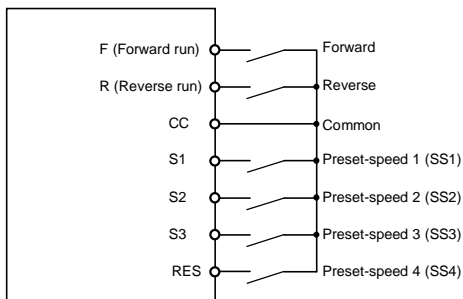 F (Forward run) Forward
R (Reverse run) Reverse
CC Common
S1 Preset-speed 1 (SS1)
S2 Preset-speed 2 (SS2)
S3 Preset-speed 3 (SS3)
RES Preset-speed 4 (SS4)